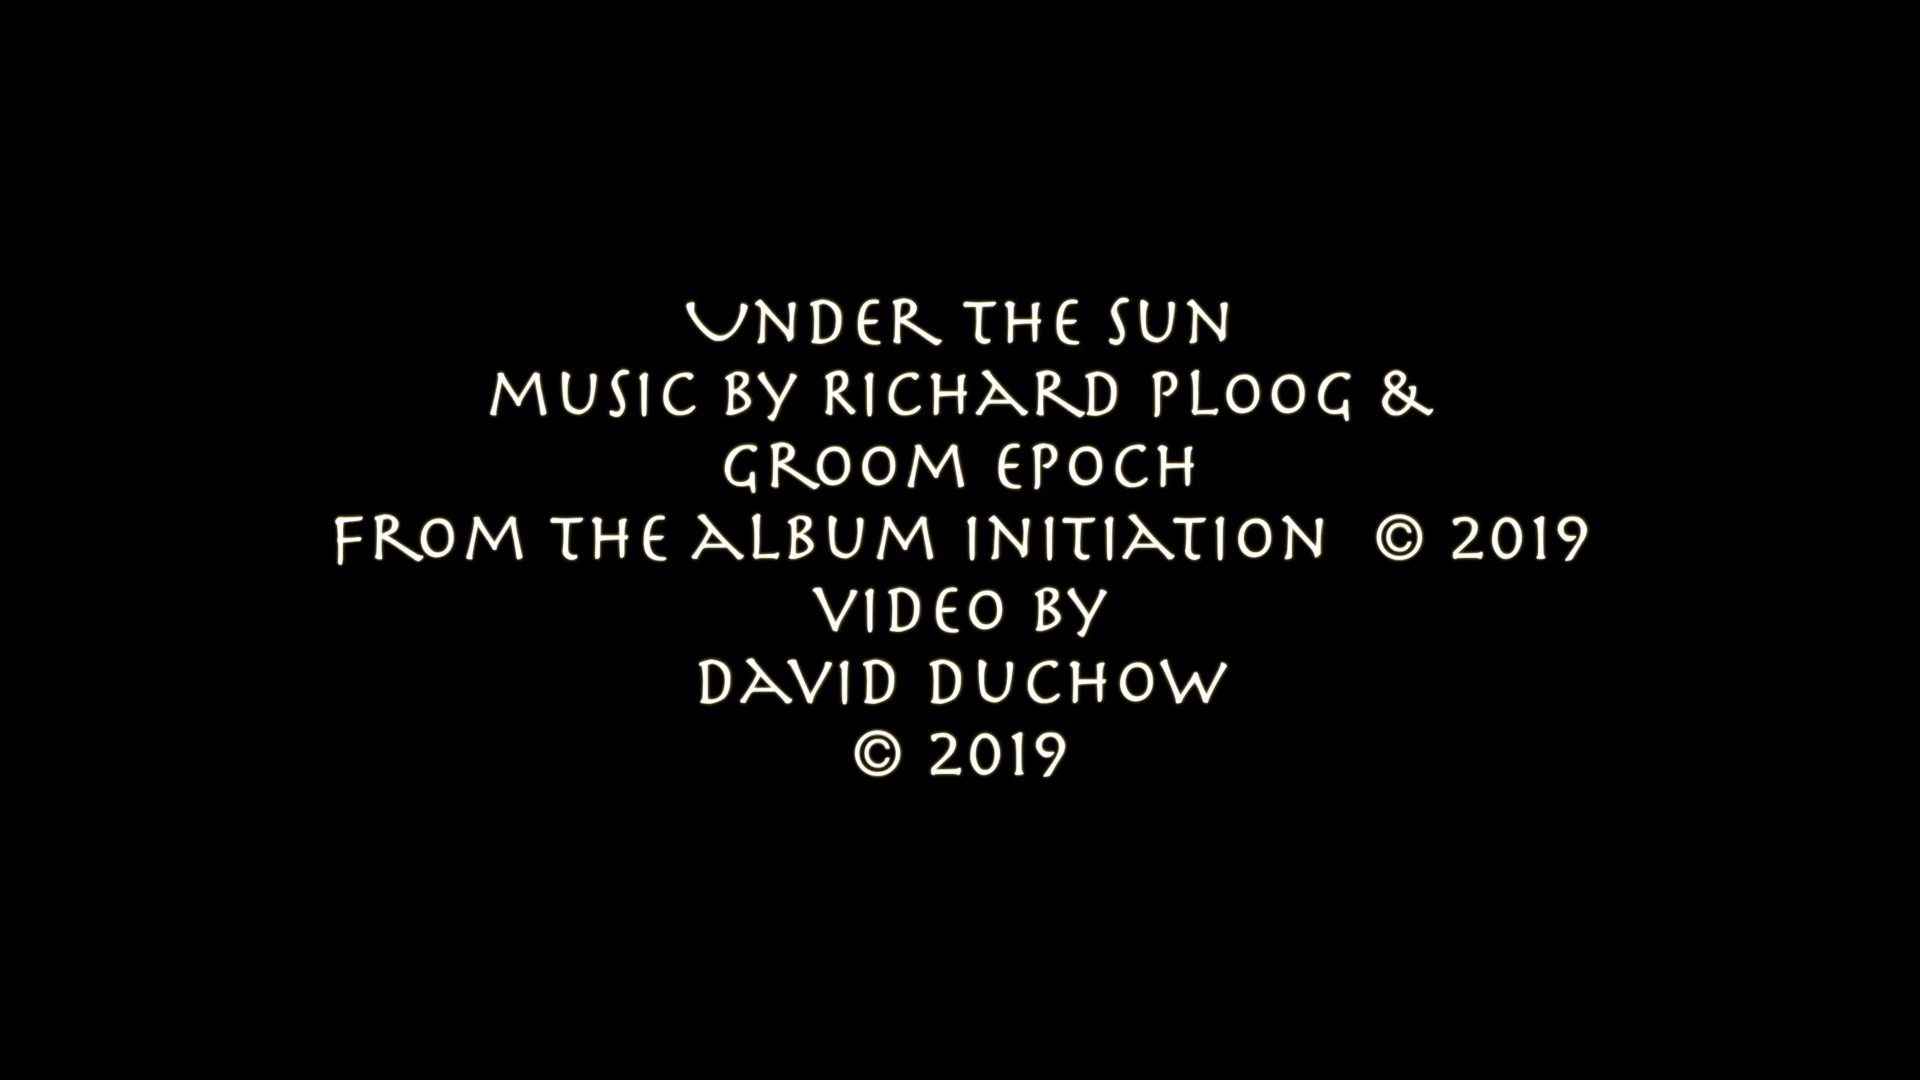 Under the Sun
Music by Richard Ploog &
Groom Epoch
From the album Initiation © 2019
Video by
David Duchow
© 2019